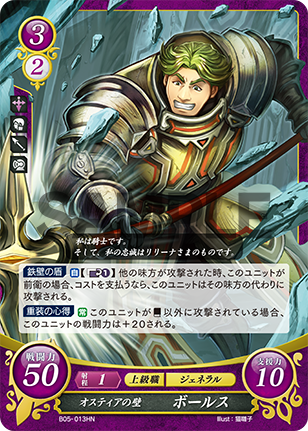 3
2
私は騎士です。
そして、私の忠誠はリリーナさまのものです。
鉄壁の盾 自 [1] 他の味方が攻撃された時、このユニットが
前衛の場合、コストを支払うなら、このユニットはその味方の代わりに
攻撃される。
重装の心得 常 このユニットが 以外に攻撃されている場合、
このユニットの戦闘力は+20される。
戦闘力
50
射程 1 上級職 ジェネラル
支援力
10
オスティアの壁 ボールス
B05-013HN
Illust:猫囃子